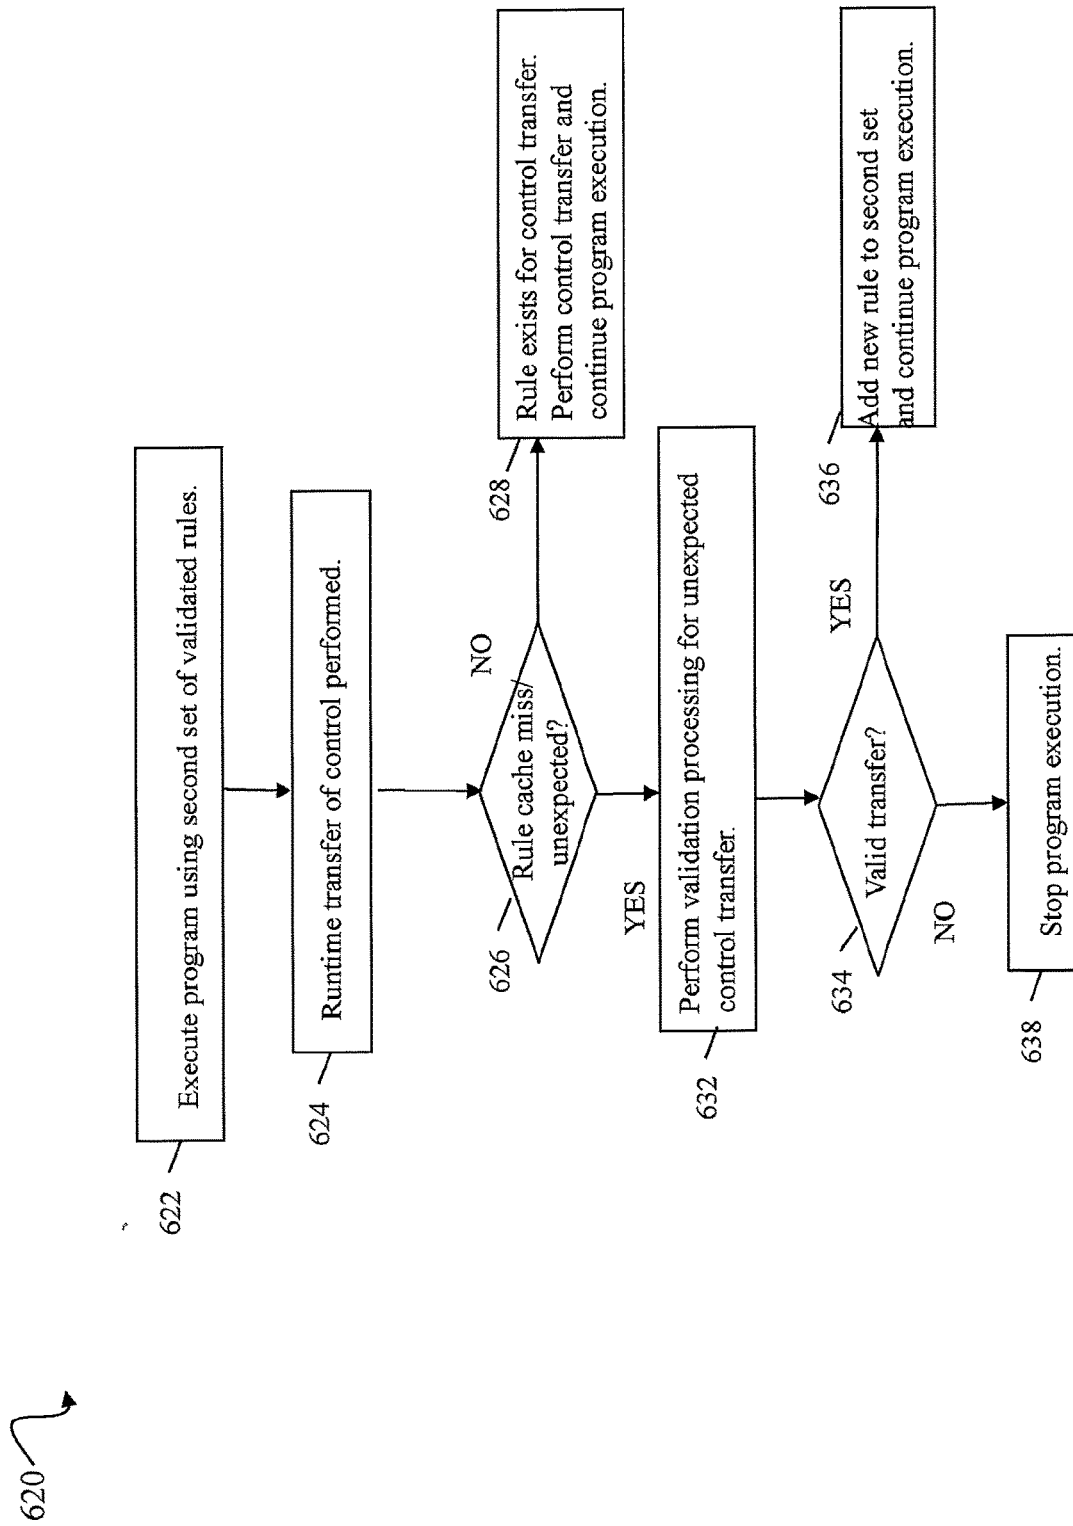 620
622
Execute program using second set of validated rules.
624
Runtime transfer of control performed.
626
Rule cache miss/
unexpected?
NO
628
Rule exists for control transfer.
Perform control transfer and
continue program execution.
YES
632
Perform validation processing for unexpected
control transfer.
634
Valid transfer?
YES
636
Add new rule to second set
and continue program execution.
NO
638
Stop program execution.